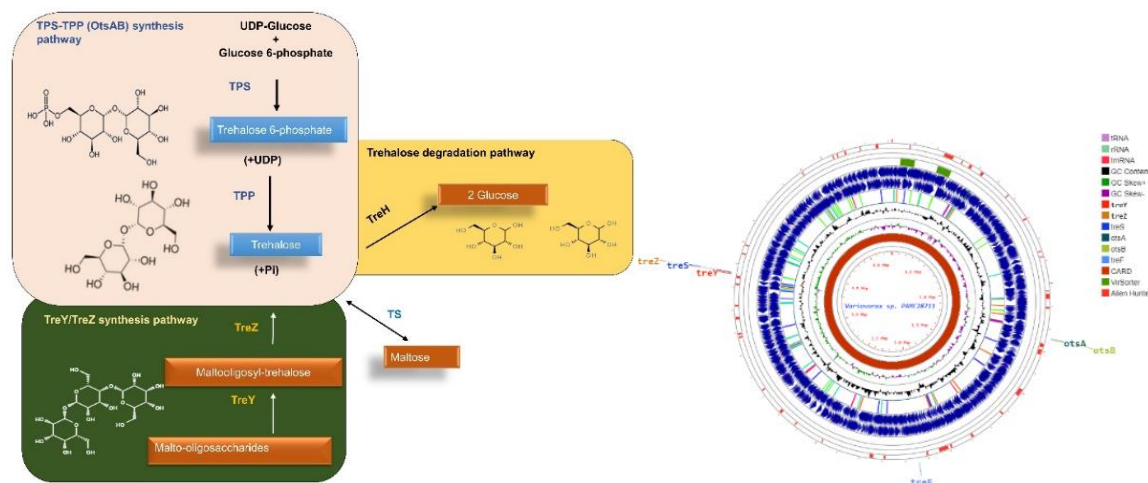 TPS-TPP (OtsAB) synthesis
pathway
UDP-Glucose
+
Glucose 6-phosphate
TPS
Trehalose 6-phosphate
(+UDP)
TPP
Trehalose
(+Pi)
Trehalose degradation pathway
TreH
2 Glucose
TS
Maltose
TreY/TreZ synthesis pathway
TreZ
Maltooligosyl-trehalose
TreY
Malto-oligosaccharides
treZ treS treY
Variovorax sp. PAMC28711
otsA
otsB
treF
tRNA
rRNA
tmRNA
GC Content
GC Skew+
GC Skew-
treY
treZ
treS
otsA
otsB
treF
CARD
VirSorter
Alien Hunter